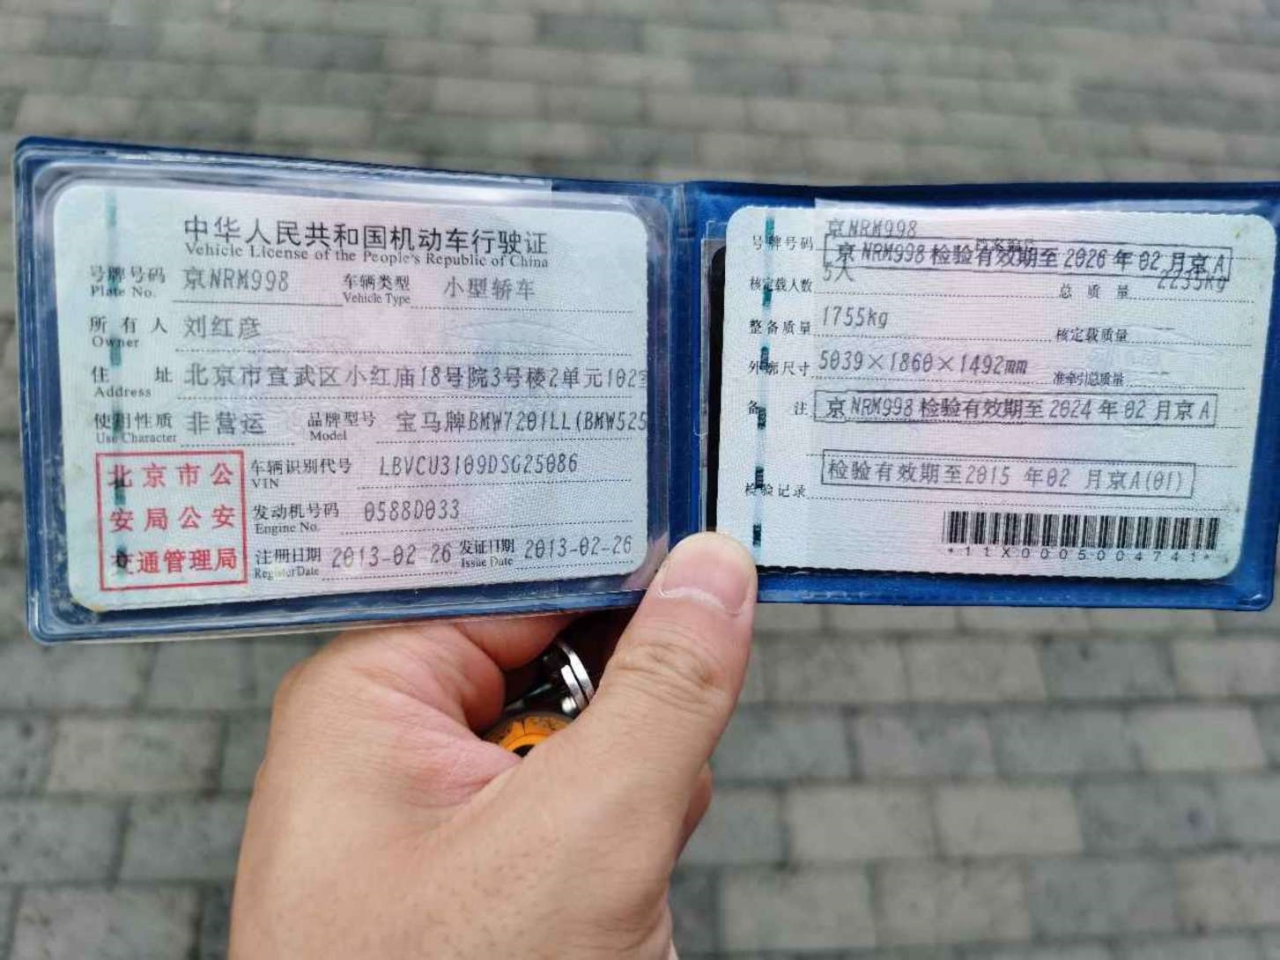 中华人民共和国机动车行驶证
Vehicle License of the People's Republic of China
号牌号码 京NRM998 车辆类型 小型轿车
Plate No. Vehicle Type
所有人 刘红彦
Owner
住址 北京市宣武区小红庙18号院3号楼2单元102室
Address
使用性质 非营运 品牌型号 宝马牌BMW7201LL(BMW525
Use Character Model
北京市公
安局公安
交通管理局
车辆识别代号 LBVCU3109DSG25086
VIN
发动机号码 0588D033
Engine No.
注册日期 2013-02-26 发证日期 2013-02-26
Register Date Issue Date
号牌号码 京NRM998
京NRM998检验有效期至2026年02月京A
核定载人数 5人 总质量 2235kg
整备质量 1755kg 核定载质量
外廓尺寸 5039×1860×1492mm 准牵引总质量
备注 京NRM998检验有效期至2024年02月京A
检验有效期至2015 年02 月京A(01)
检验记录
*11X0005004741*